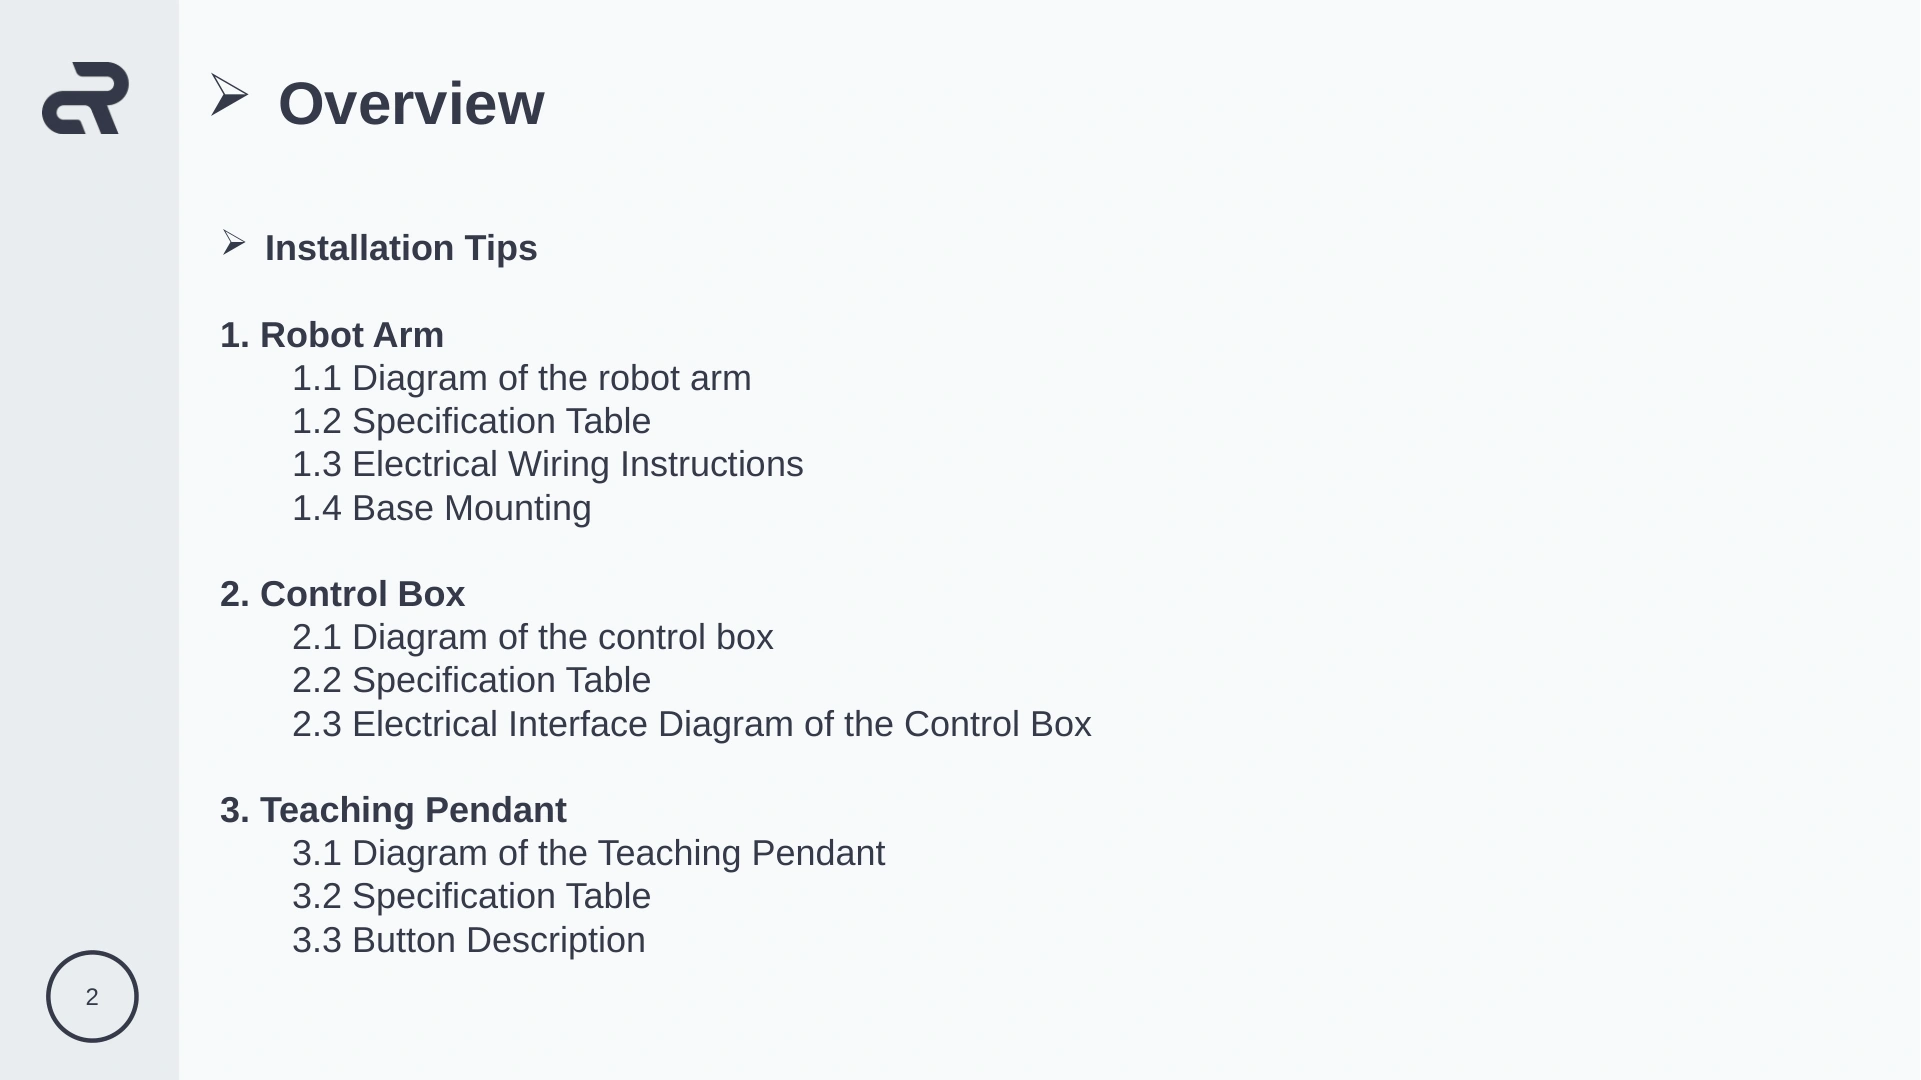 Overview
Installation Tips
1. Robot Arm
1.1 Diagram of the robot arm
1.2 Specification Table
1.3 Electrical Wiring Instructions
1.4 Base Mounting
2. Control Box
2.1 Diagram of the control box
2.2 Specification Table
2.3 Electrical Interface Diagram of the Control Box
3. Teaching Pendant
3.1 Diagram of the Teaching Pendant
3.2 Specification Table
3.3 Button Description
2